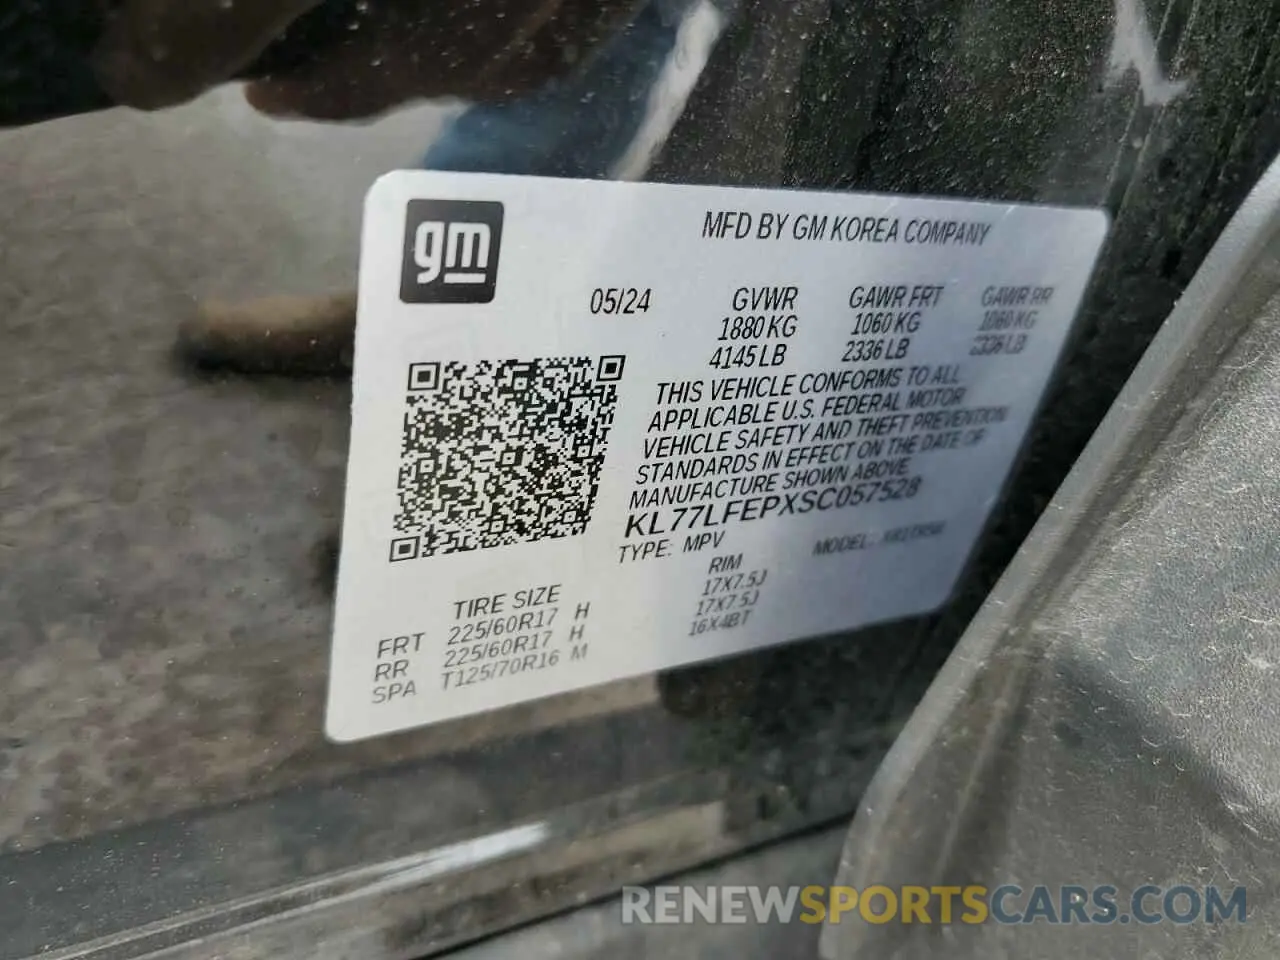 gm
MFD BY GM KOREA COMPANY
05/24 GVWR GAWR FRT GAWR RR
1880 KG 1060 KG 1060 KG
4145 LB 2336 LB 2336 LB
THIS VEHICLE CONFORMS TO ALL
APPLICABLE U.S. FEDERAL MOTOR
VEHICLE SAFETY AND THEFT PREVENTION
STANDARDS IN EFFECT ON THE DATE OF
MANUFACTURE SHOWN ABOVE
KL77LFEPXSC057528
TYPE: MPV MODEL:
TIRE SIZE RIM
FRT 225/60R17 H 17X7.5J
RR 225/60R17 H 17X7.5J
SPA T125/70R16 M 16X4BT
RENEWSPORTSCARS.COM